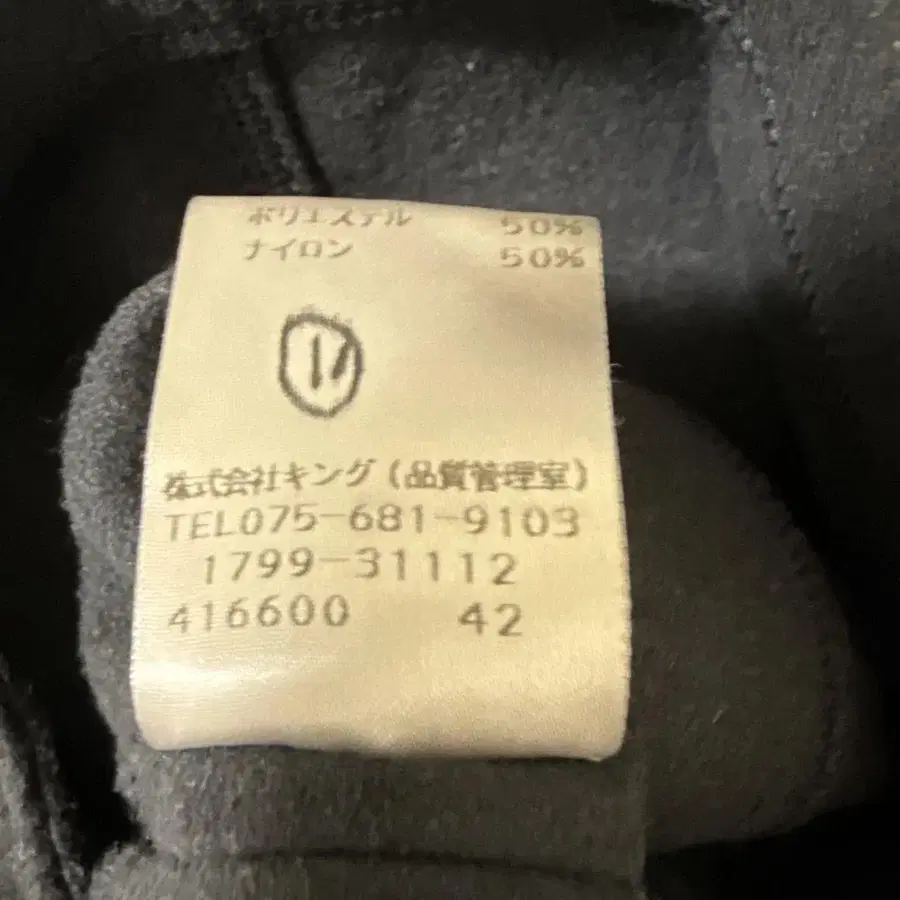 ポリエステル 50%
ナイロン 50%
株式会社キング(品質管理室)
TEL075-681-9103
1799-31112
416600 42